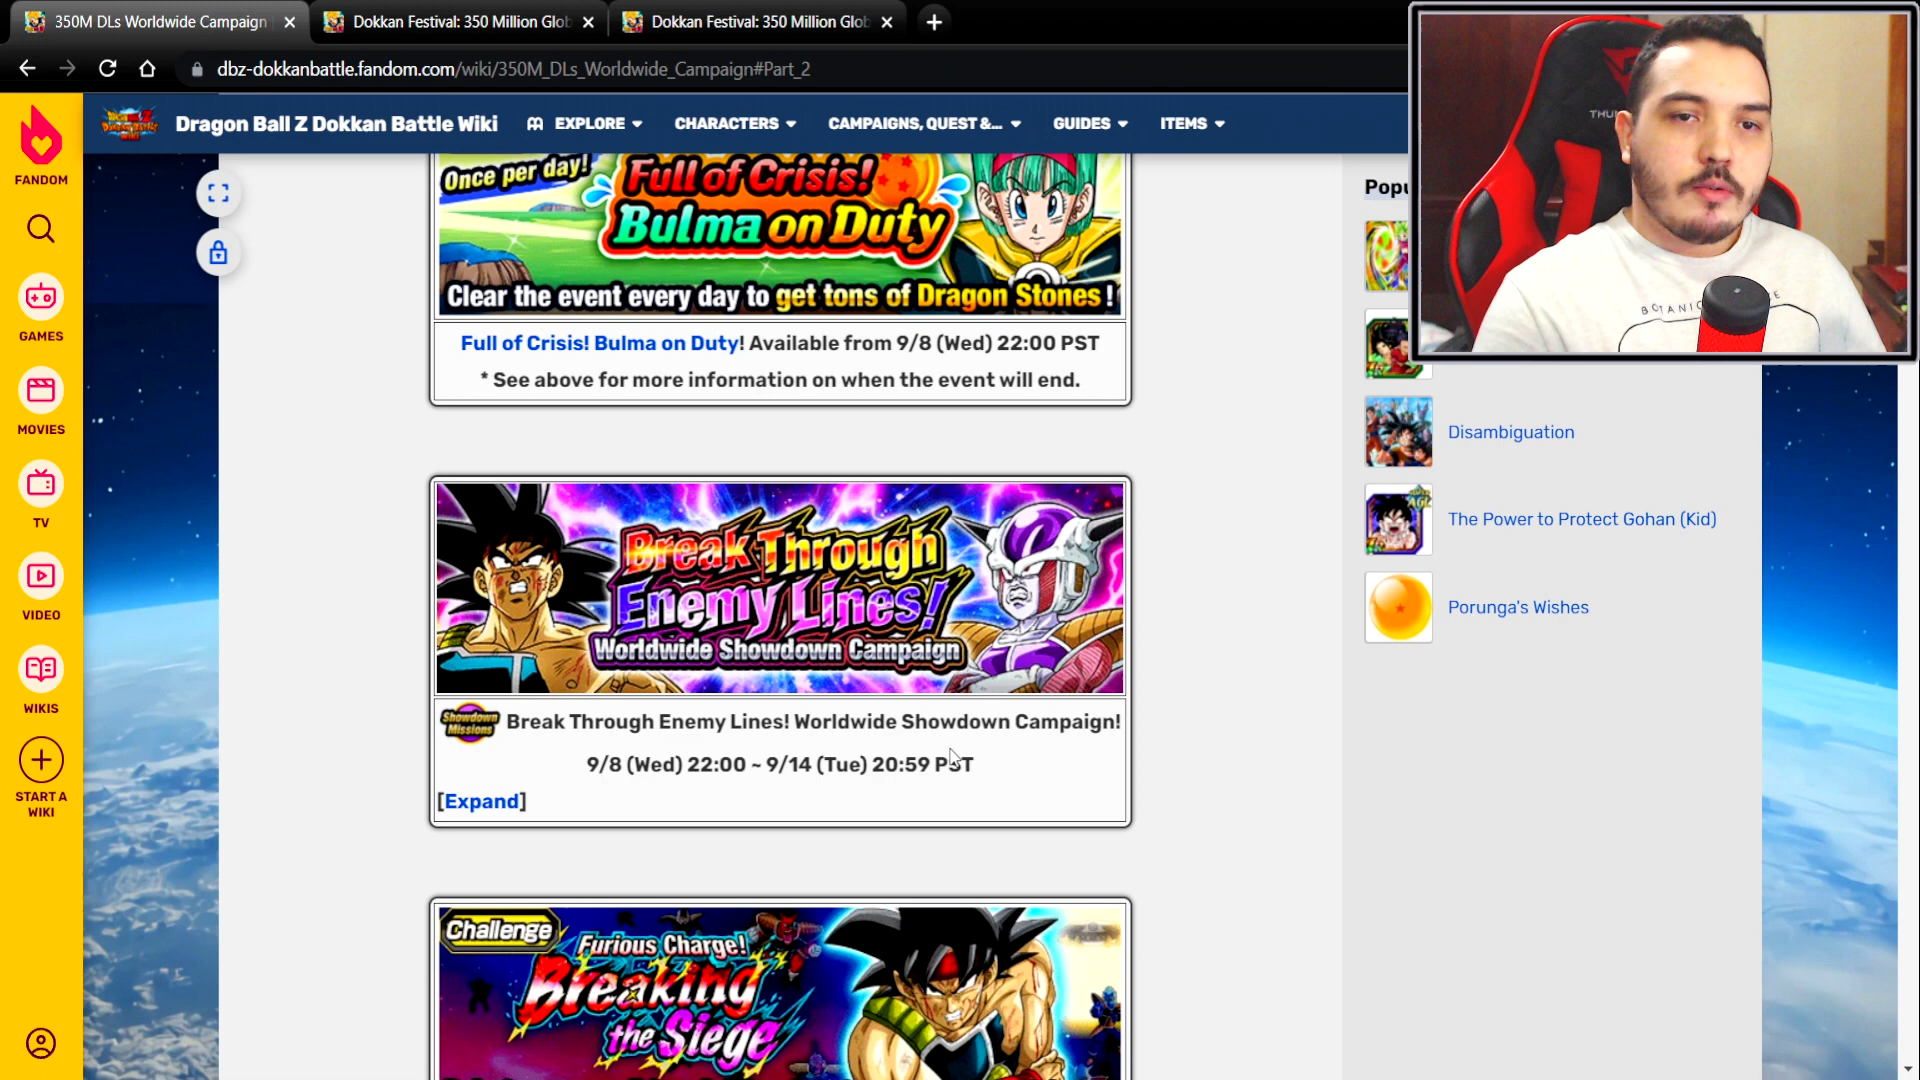 350M DLs Worldwide Campaign
Dokkan Festival: 350 Million Glob
Dokkan Festival: 350 Million Glob
dbz-dokkanbattle.fandom.com/wiki/350M_DLs_Worldwide_Campaign#Part_2
FANDOM
GAMES
MOVIES
TV
VIDEO
WIKIS
START A
WIKI
Dragon Ball Z Dokkan Battle Wiki
EXPLORE
CHARACTERS
CAMPAIGNS, QUEST &...
GUIDES
ITEMS
Once per day!
Full of Crisis!
Bulma on Duty
Clear the event every day to get tons of Dragon Stones!
Full of Crisis! Bulma on Duty! Available from 9/8 (Wed) 22:00 PST
* See above for more information on when the event will end.
Break Through
Enemy Lines!
Worldwide Showdown Campaign
Showdown
Missions
Break Through Enemy Lines! Worldwide Showdown Campaign!
9/8 (Wed) 22:00 ~ 9/14 (Tue) 20:59 PST
[Expand]
Challenge
Furious Charge!
Breaking
the Siege
Popu
Disambiguation
The Power to Protect Gohan (Kid)
Porunga's Wishes
THU